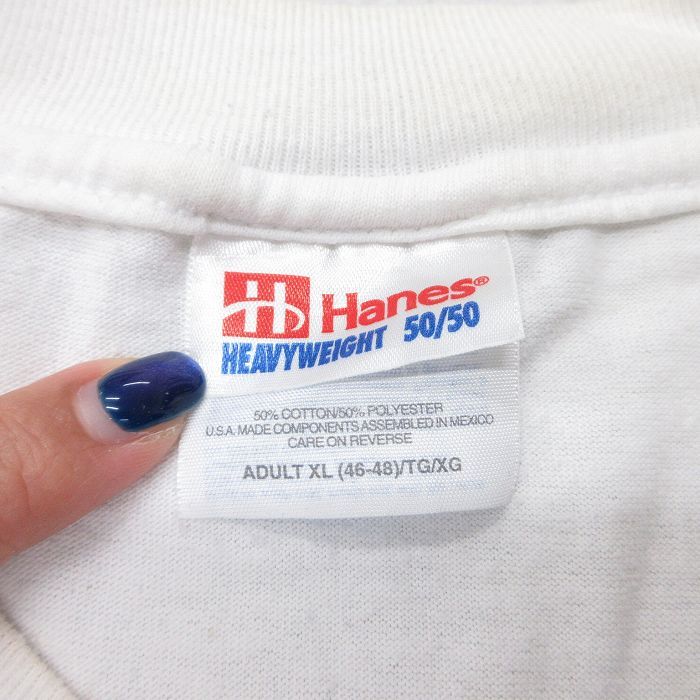 H Hanes®
HEAVYWEIGHT 50/50
50% COTTON/50% POLYESTER
U.S.A. MADE COMPONENTS ASSEMBLED IN MEXICO
CARE ON REVERSE
ADULT XL (46-48)/TG/XG